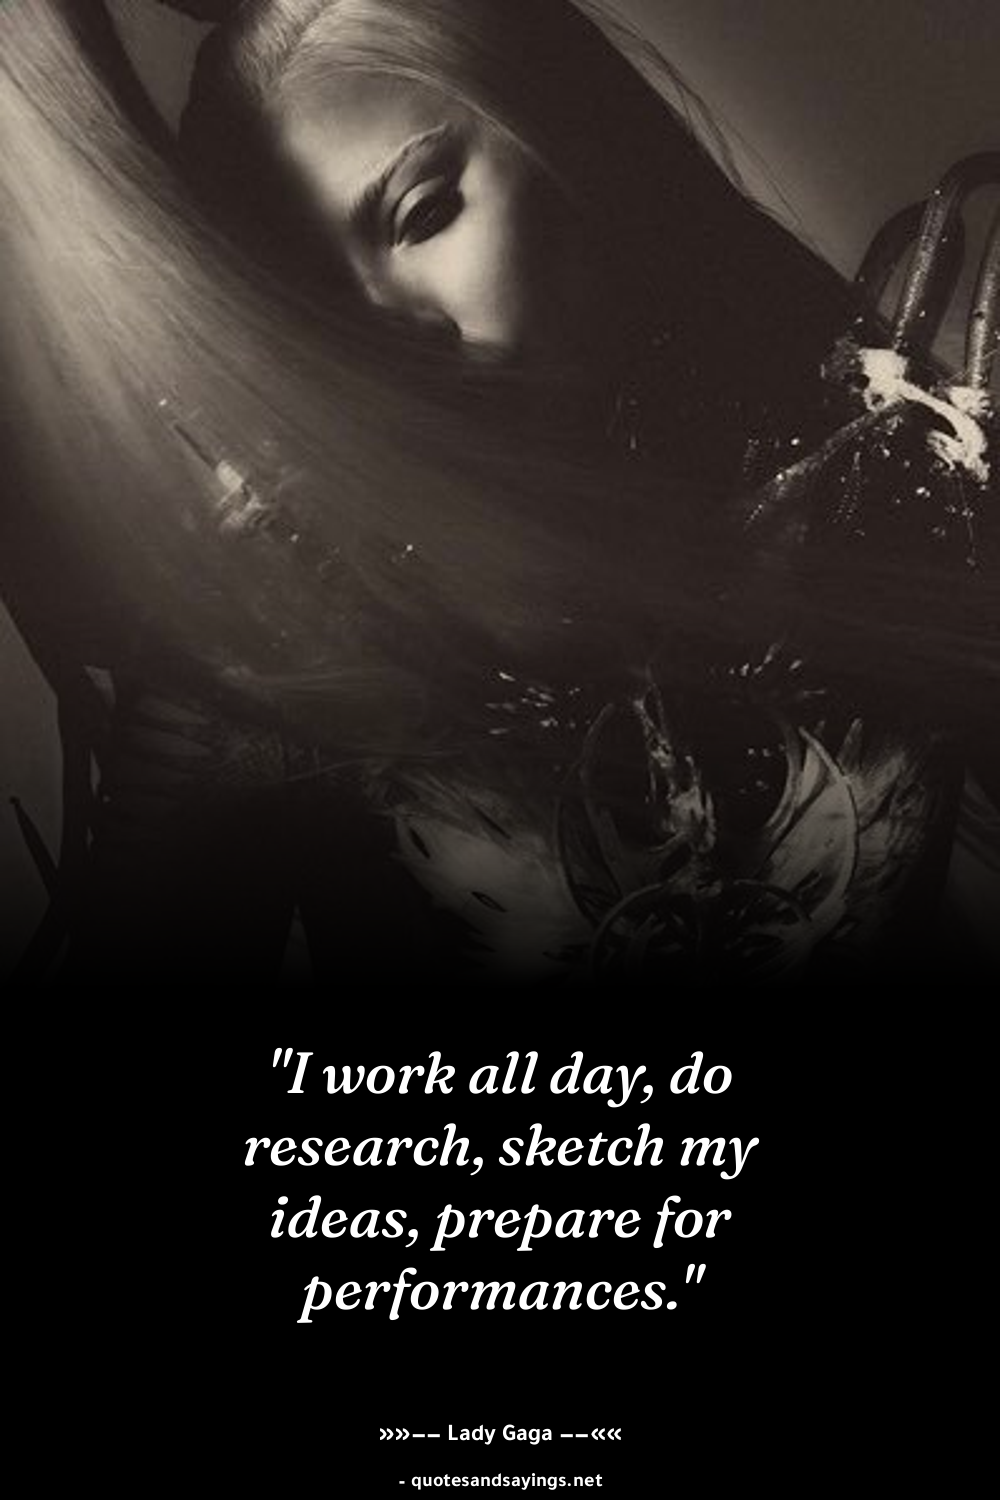 "I work all day, do
research, sketch my
ideas, prepare for
performances."
»»–– Lady Gaga ––««
- quotesandsayings.net